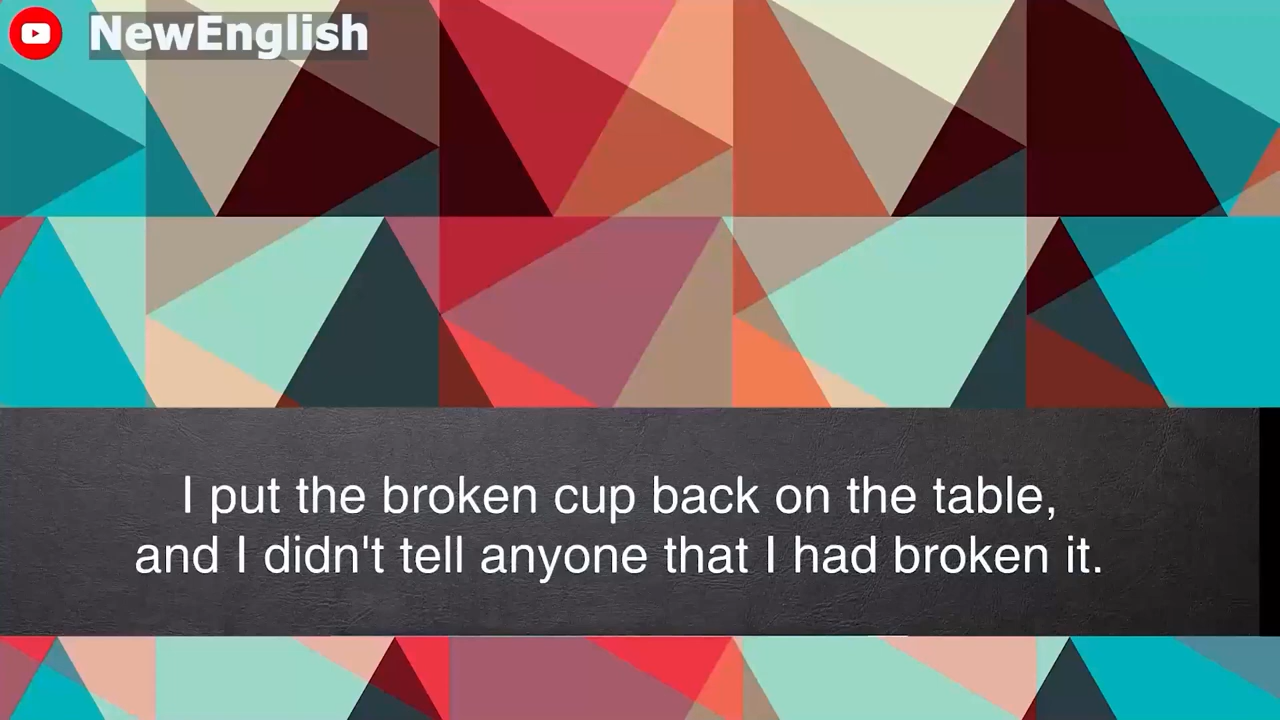 NewEnglish
I put the broken cup back on the table,
and I didn't tell anyone that I had broken it.